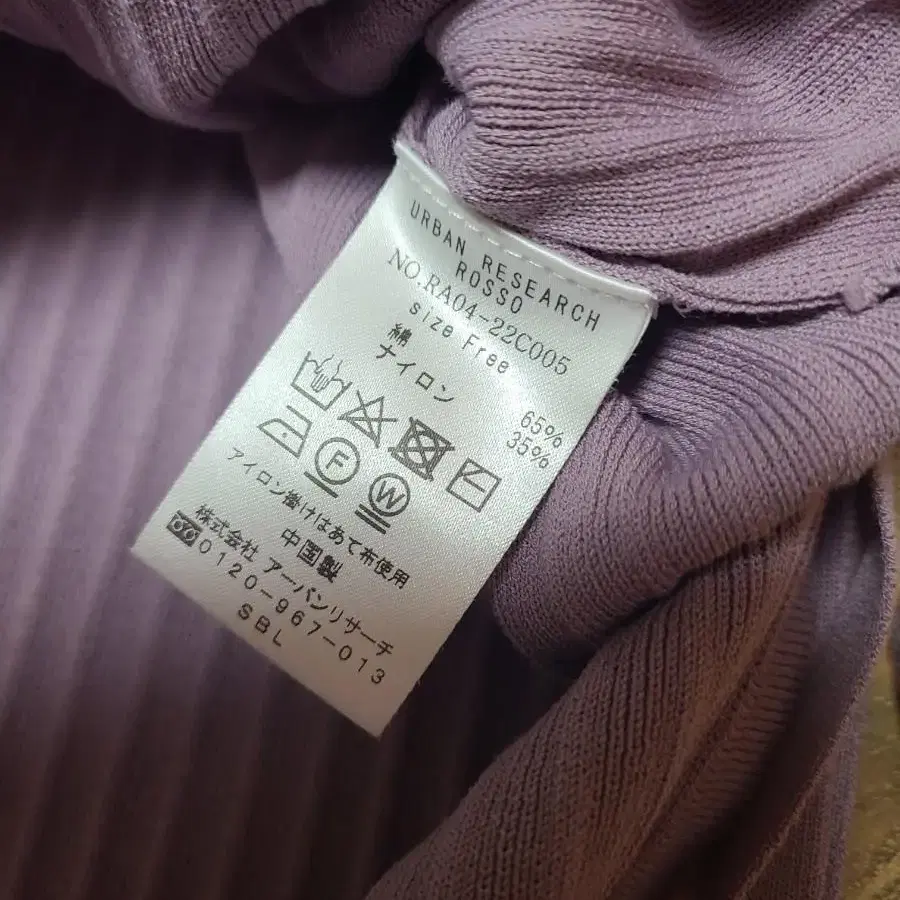 URBAN RESEARCH
ROSSO
NO.RA04-22C005
size Free
綿 65%
ナイロン 35%
F
W
アイロン掛けはあて布使用
中国製
株式会社 アーバンリサーチ
0120-967-013
SBL